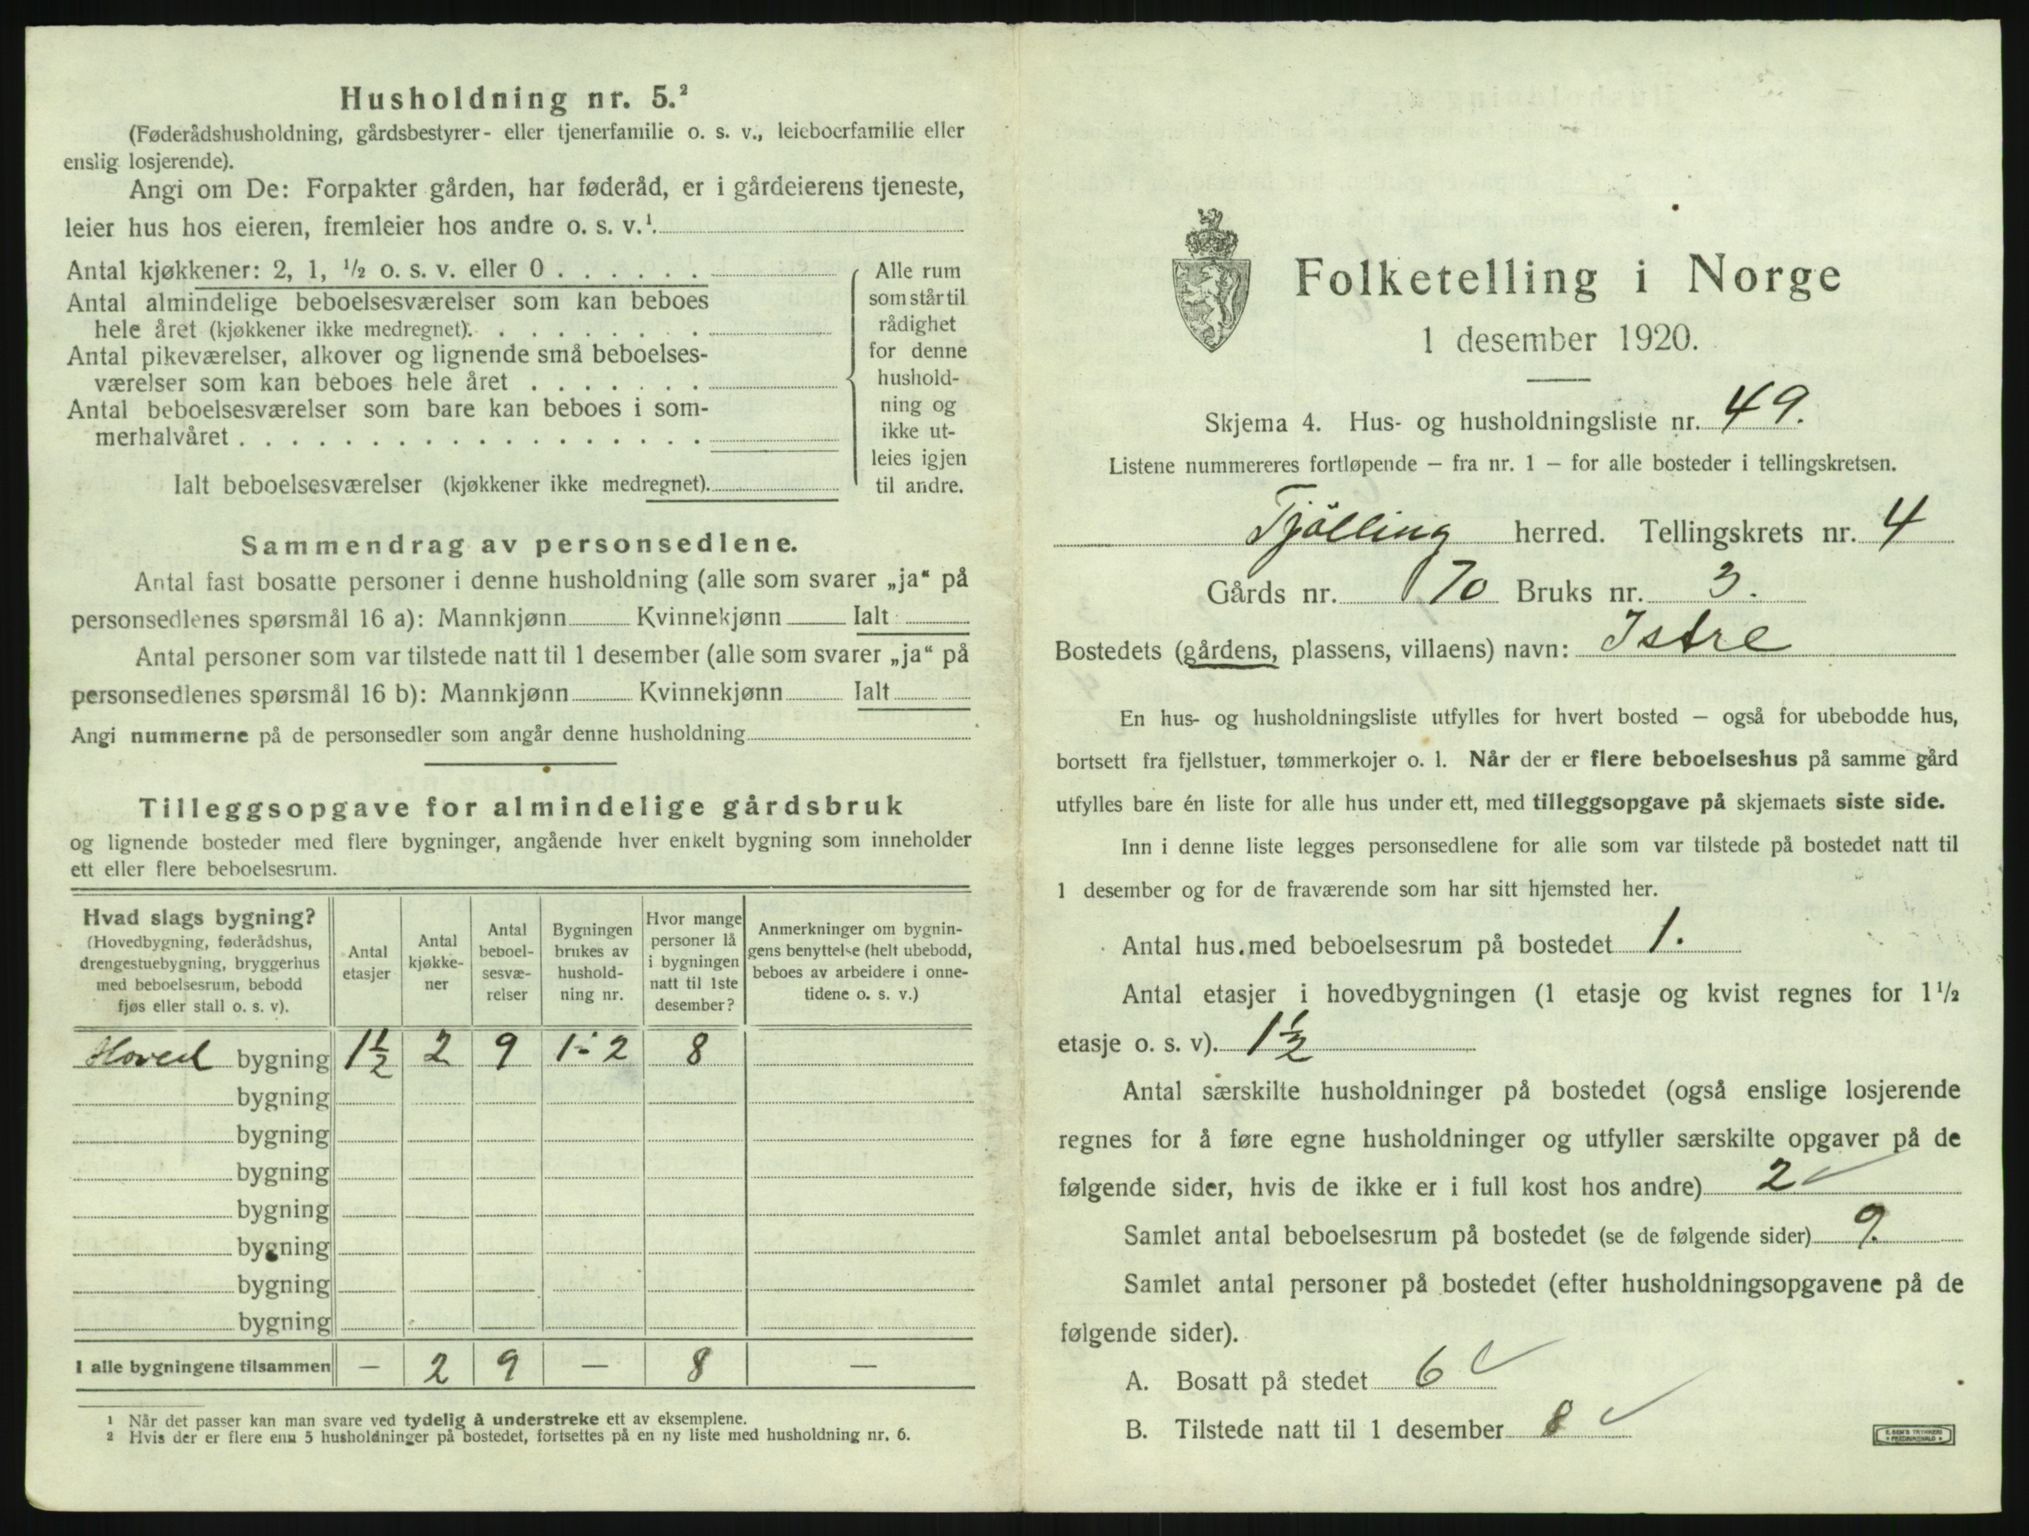 Husholdning nr. 5.²
(Føderådshusholdning, gårdsbestyrer- eller tjenerfamilie o. s. v., leieboerfamilie eller
enslig losjerende).
Angi om De: Forpakter gården, har føderåd, er i gårdeierens tjeneste,
leier hus hos eieren, fremleier hos andre o. s. v.¹.
Antal kjøkkener: 2, 1, ½ o. s. v. eller 0 . . . . . .
Antal almindelige beboelsesværelser som kan beboes
hele året (kjøkkener ikke medregnet). . . . . . . .
Antal pikeværelser, alkover og lignende små beboelses-
værelser som kan beboes hele året . . . . . . .
Antal beboelsesværelser som bare kan beboes i som-
merhalvåret . . . . . . . . . . . . . . . . . .
Ialt beboelsesværelser (kjøkkener ikke medregnet).
Alle rum
som står til
rådighet
for denne
hushold-
ning og
ikke ut-
leies igjen
til andre.
Sammendrag av personsedlene.
Antal fast bosatte personer i denne husholdning (alle som svarer „ja“ på
personsedlenes spørsmål 16 a): Mannkjønn Kvinnekjønn Ialt
Antal personer som var tilstede natt til 1 desember (alle som svarer „ja“ på
personsedlenes spørsmål 16 b): Mannkjønn Kvinnekjønn Ialt
Angi nummerne på de personsedler som angår denne husholdning
Tilleggsopgave for almindelige gårdsbruk
og lignende bosteder med flere bygninger, angående hver enkelt bygning som inneholder
ett eller flere beboelsesrum.
Hvad slags bygning?
(Hovedbygning, føderådshus,
drengestuebygning, bryggerhus
med beboelsesrum, bebodd
fjøs eller stall o. s. v).
Antal
etasjer
Antal
kjøkke-
ner
Antal
beboel-
sesvæ-
relser
Bygningen
brukes av
hushold-
ning nr.
Hvor mange
personer lå
i bygningen
natt til 1ste
desember?
Anmerkninger om bygnin-
gens benyttelse (helt ubebodd,
beboes av arbeidere i onne-
tidene o. s. v.)
Hoved bygning 1½ 2 9 1-2 8
bygning
bygning
bygning
bygning
bygning
bygning
bygning
I alle bygningene tilsammen — 2 9 — 8 —
¹ Når det passer kan man svare ved tydelig å understreke ett av eksemplene.
² Hvis der er flere enn 5 husholdninger på bostedet, fortsettes på en ny liste med husholdning nr. 6.
Folketelling i Norge
1 desember 1920.
Skjema 4. Hus- og husholdningsliste nr. 49.
Listene nummereres fortløpende – fra nr. 1 – for alle bosteder i tellingskretsen.
Tjölling herred. Tellingskrets nr. 4
Gårds nr. 70 Bruks nr. 3.
Bostedets (gårdens, plassens, villaens) navn: Istre
En hus- og husholdningsliste utfylles for hvert bosted – også for ubebodde hus,
bortsett fra fjellstuer, tømmerkojer o. l. Når der er flere beboelseshus på samme gård
utfylles bare én liste for alle hus under ett, med tilleggsopgave på skjemaets siste side.
Inn i denne liste legges personsedlene for alle som var tilstede på bostedet natt til
1 desember og for de fraværende som har sitt hjemsted her.
Antal hus med beboelsesrum på bostedet 1.
Antal etasjer i hovedbygningen (1 etasje og kvist regnes for 1½
etasje o. s. v). 1½
Antal særskilte husholdninger på bostedet (også enslige losjerende
regnes for å føre egne husholdninger og utfyller særskilte opgaver på de
følgende sider, hvis de ikke er i full kost hos andre) 2 ✓
Samlet antal beboelsesrum på bostedet (se de følgende sider) 9.
Samlet antal personer på bostedet (efter husholdningsopgavene på de
følgende sider).
A. Bosatt på stedet 6 ✓
B. Tilstede natt til 1 desember 8 ✓